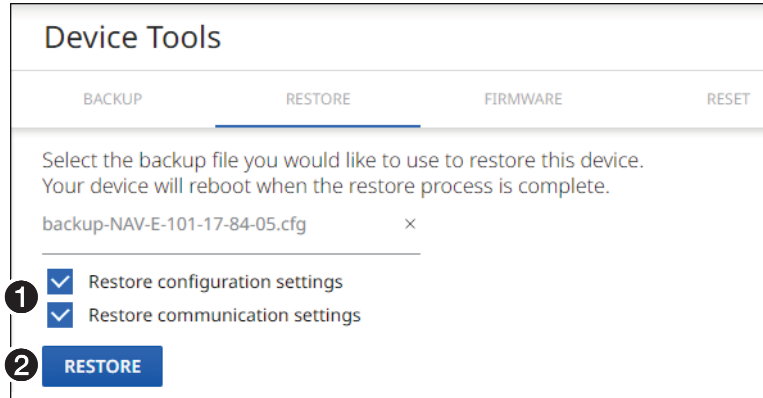 Device Tools
BACKUP RESTORE FIRMWARE RESET
Select the backup file you would like to use to restore this device.
Your device will reboot when the restore process is complete.
backup-NAV-E-101-17-84-05.cfg ×
1
Restore configuration settings
Restore communication settings
2 RESTORE